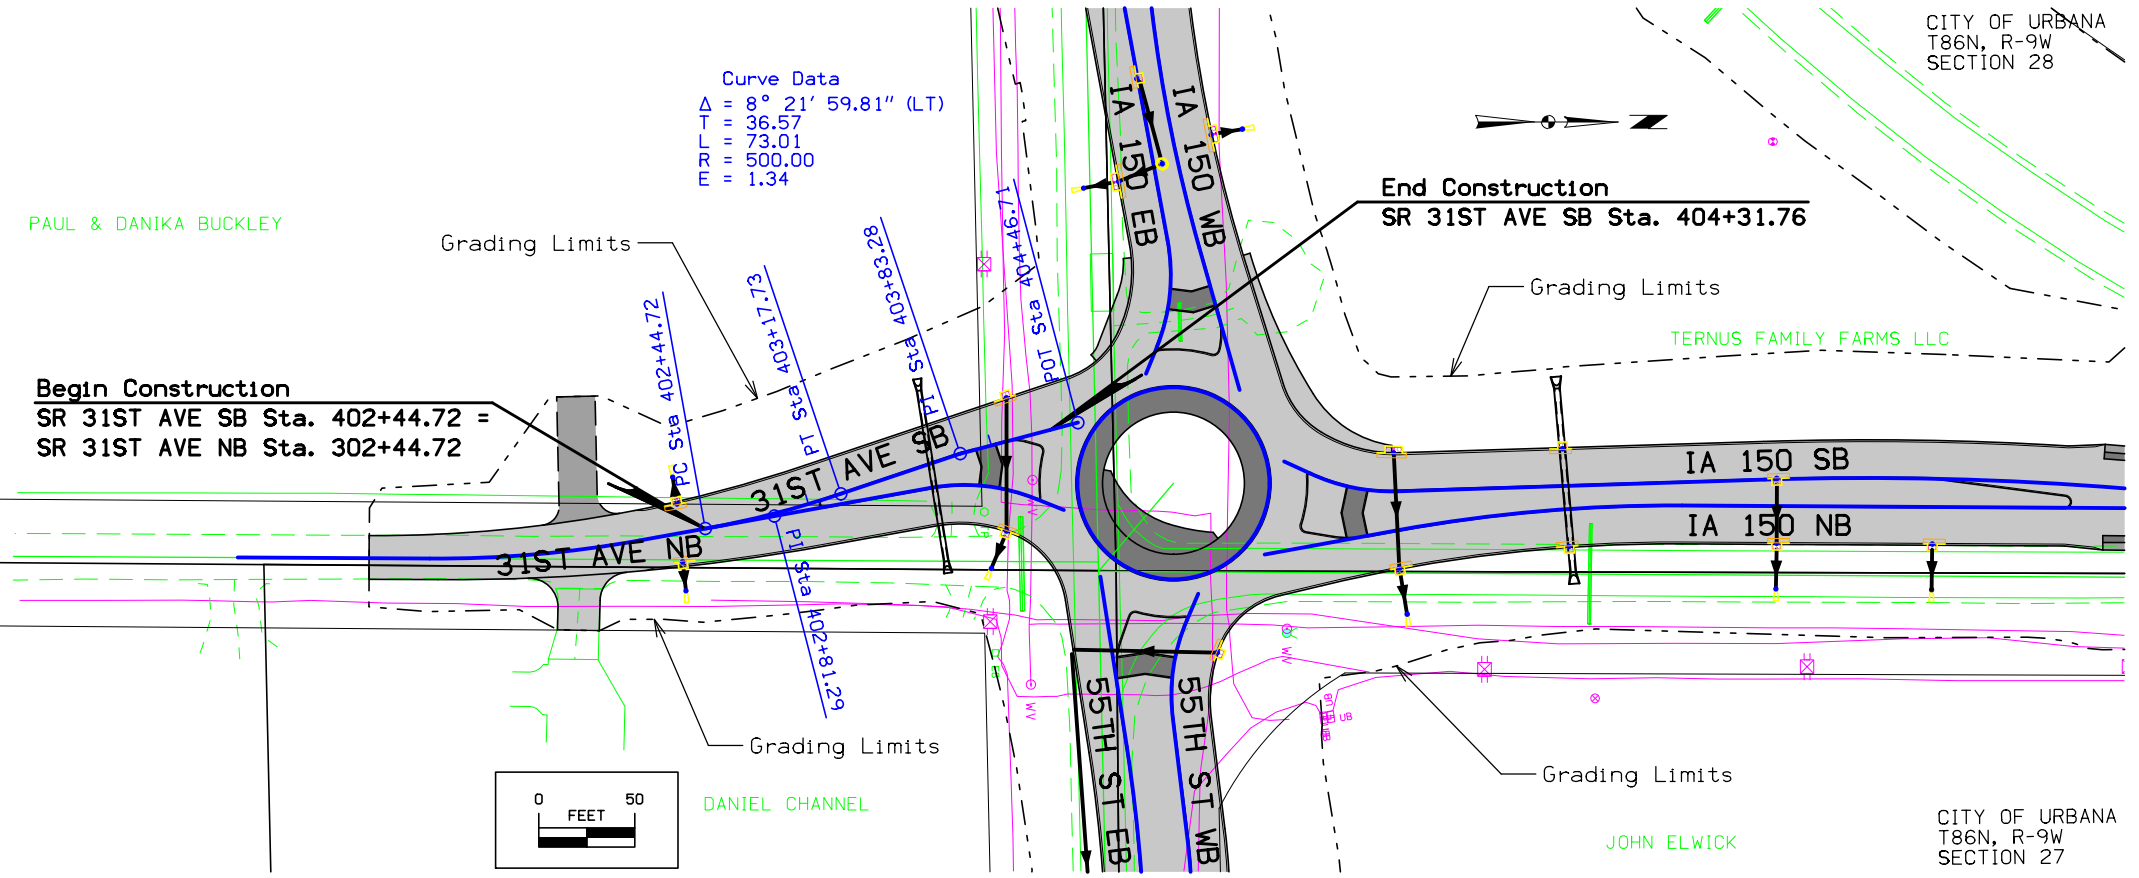 CITY OF URBANA
T86N, R-9W
SECTION 28
Curve Data
Δ = 8° 21' 59.81" (LT)
T = 36.57
L = 73.01
R = 500.00
E = 1.34
IA 150 EB
IA 150 WB
End Construction
SR 31ST AVE SB Sta. 404+31.76
PAUL & DANIKA BUCKLEY
Grading Limits
Grading Limits
TERNUS FAMILY FARMS LLC
PC Sta 402+44.72
PT Sta 403+17.73
PI Sta 403+83.28
POT Sta 404+46.71
Begin Construction
SR 31ST AVE SB Sta. 402+44.72 =
SR 31ST AVE NB Sta. 302+44.72
31ST AVE SB
31ST AVE NB
IA 150 SB
IA 150 NB
PI Sta 402+81.29
WV
WV
WV
UB
55TH ST EB
55TH ST WB
Grading Limits
Grading Limits
0
50
FEET
DANIEL CHANNEL
JOHN ELWICK
CITY OF URBANA
T86N, R-9W
SECTION 27